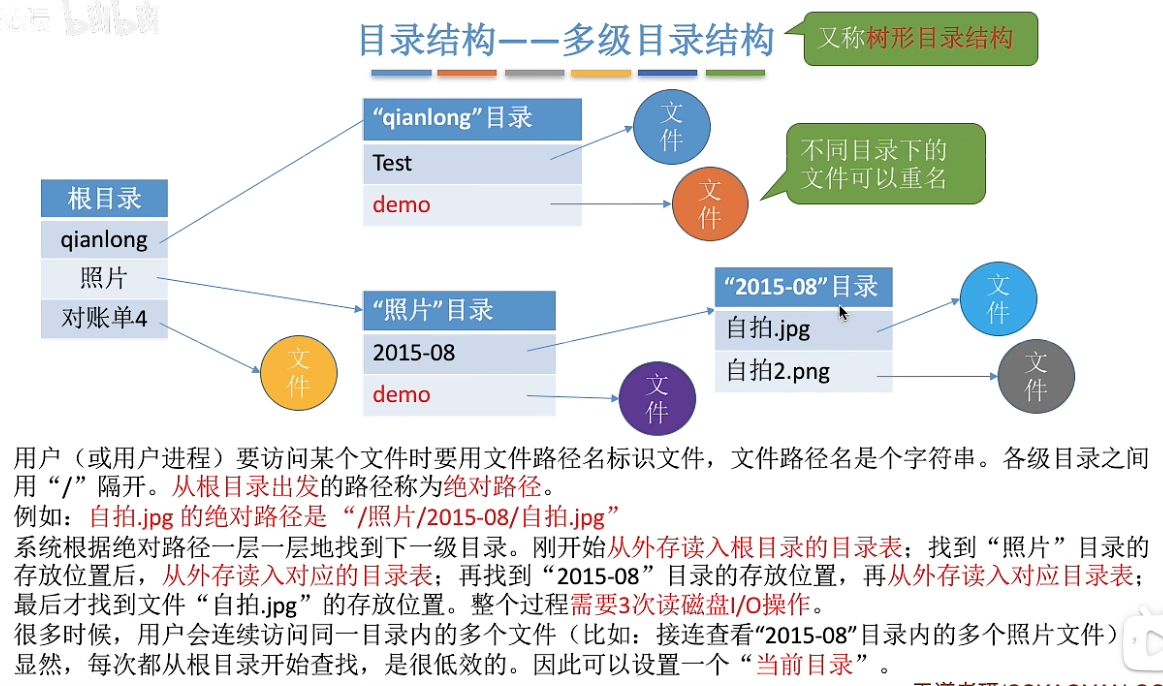 目录结构——多级目录结构
又称树形目录结构
“qianlong”目录
Test
demo
文件
文件
不同目录下的
文件可以重名
根目录
qianlong
照片
对账单4
文件
“照片”目录
2015-08
demo
文件
“2015-08”目录
自拍.jpg
自拍2.png
文件
文件
用户（或用户进程）要访问某个文件时要用文件路径名标识文件，文件路径名是个字符串。各级目录之间
用“/”隔开。从根目录出发的路径称为绝对路径。
例如：自拍.jpg 的绝对路径是 “/照片/2015-08/自拍.jpg”
系统根据绝对路径一层一层地找到下一级目录。刚开始从外存读入根目录的目录表；找到“照片”目录的
存放位置后，从外存读入对应的目录表；再找到“2015-08”目录的存放位置，再从外存读入对应目录表；
最后才找到文件“自拍.jpg”的存放位置。整个过程需要3次读磁盘I/O操作。
很多时候，用户会连续访问同一目录内的多个文件（比如：接连查看“2015-08”目录内的多个照片文件），
显然，每次都从根目录开始查找，是很低效的。因此可以设置一个“当前目录”。